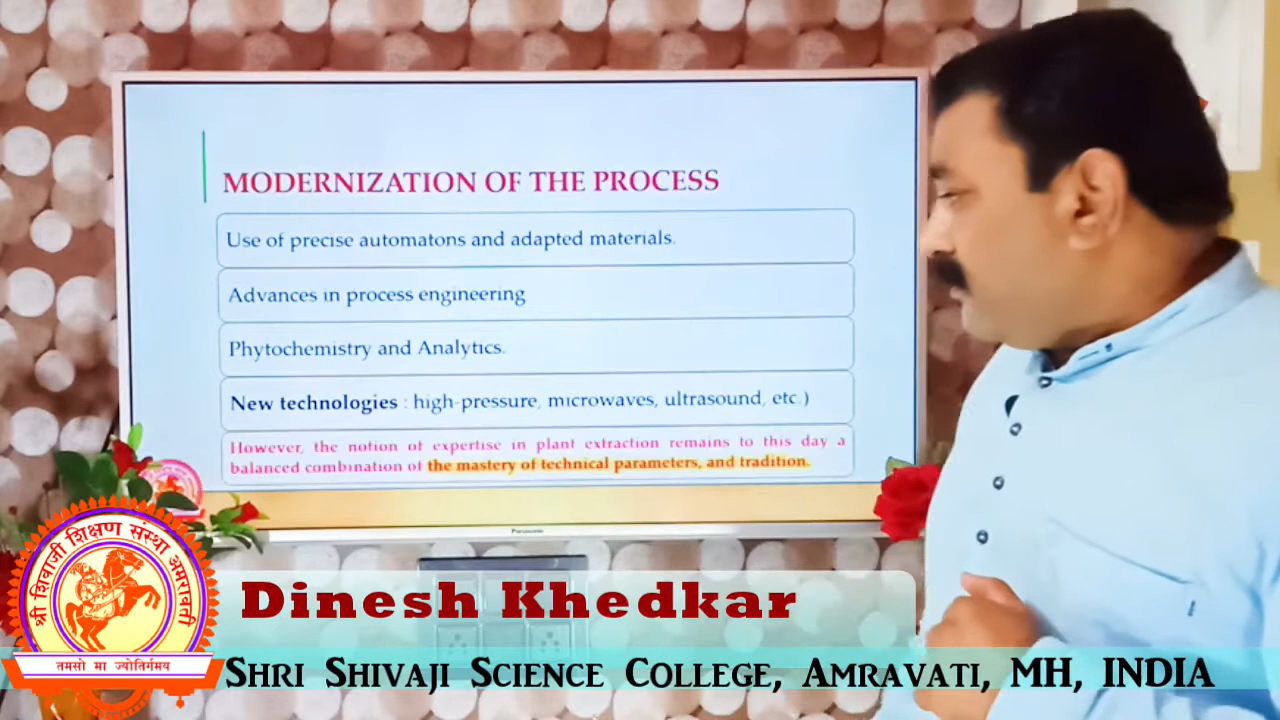 MODERNIZATION OF THE PROCESS
Use of precise automatons and adapted materials.
Advances in process engineering
Phytochemistry and Analytics.
New technologies : high-pressure, microwaves, ultrasound, etc.)
However, the notion of expertise in plant extraction remains to this day a
balanced combination of the mastery of technical parameters, and tradition.
Panasonic
श्री शिवाजी शिक्षण संस्था अमरावती
तमसो मा ज्योतिर्गमय
Dinesh Khedkar
SHRI SHIVAJI SCIENCE COLLEGE, AMRAVATI, MH, INDIA